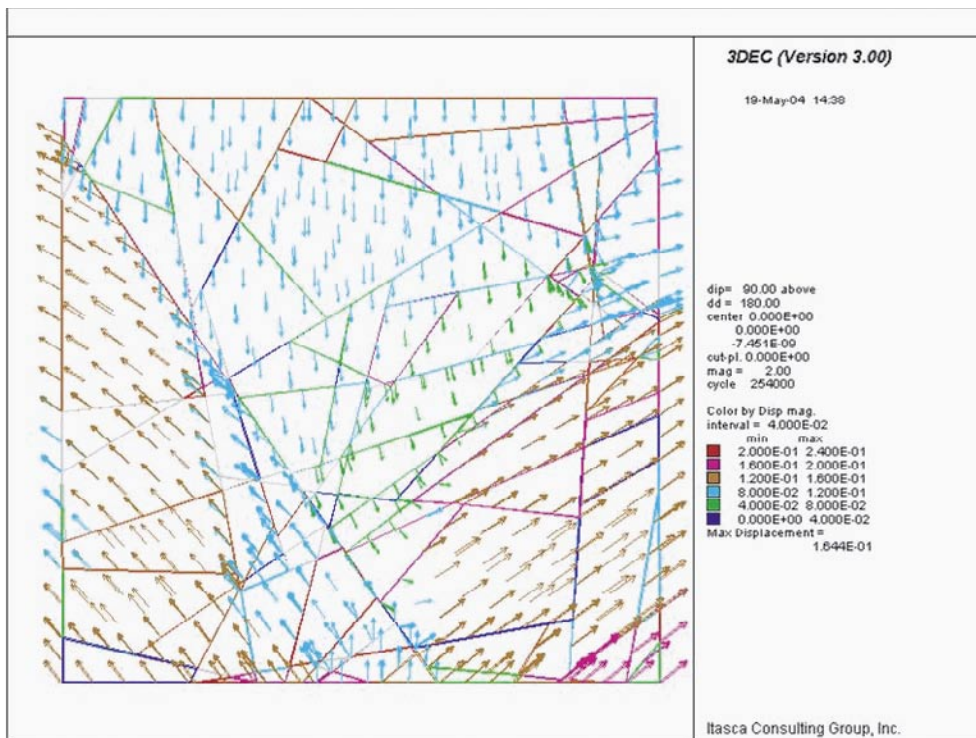 3DEC (Version 3.00)
19-May-04 14:38
dip= 90.00 above
dd = 180.00
center 0.000E+00
0.000E+00
-7.451E-09
cut-pl. 0.000E+00
mag = 2.00
cycle 254000
Color by Disp mag.
interval = 4.000E-02
min max
2.000E-01 2.400E-01
1.600E-01 2.000E-01
1.200E-01 1.600E-01
8.000E-02 1.200E-01
4.000E-02 8.000E-02
0.000E+00 4.000E-02
Max Displacement =
1.644E-01
Itasca Consulting Group, Inc.